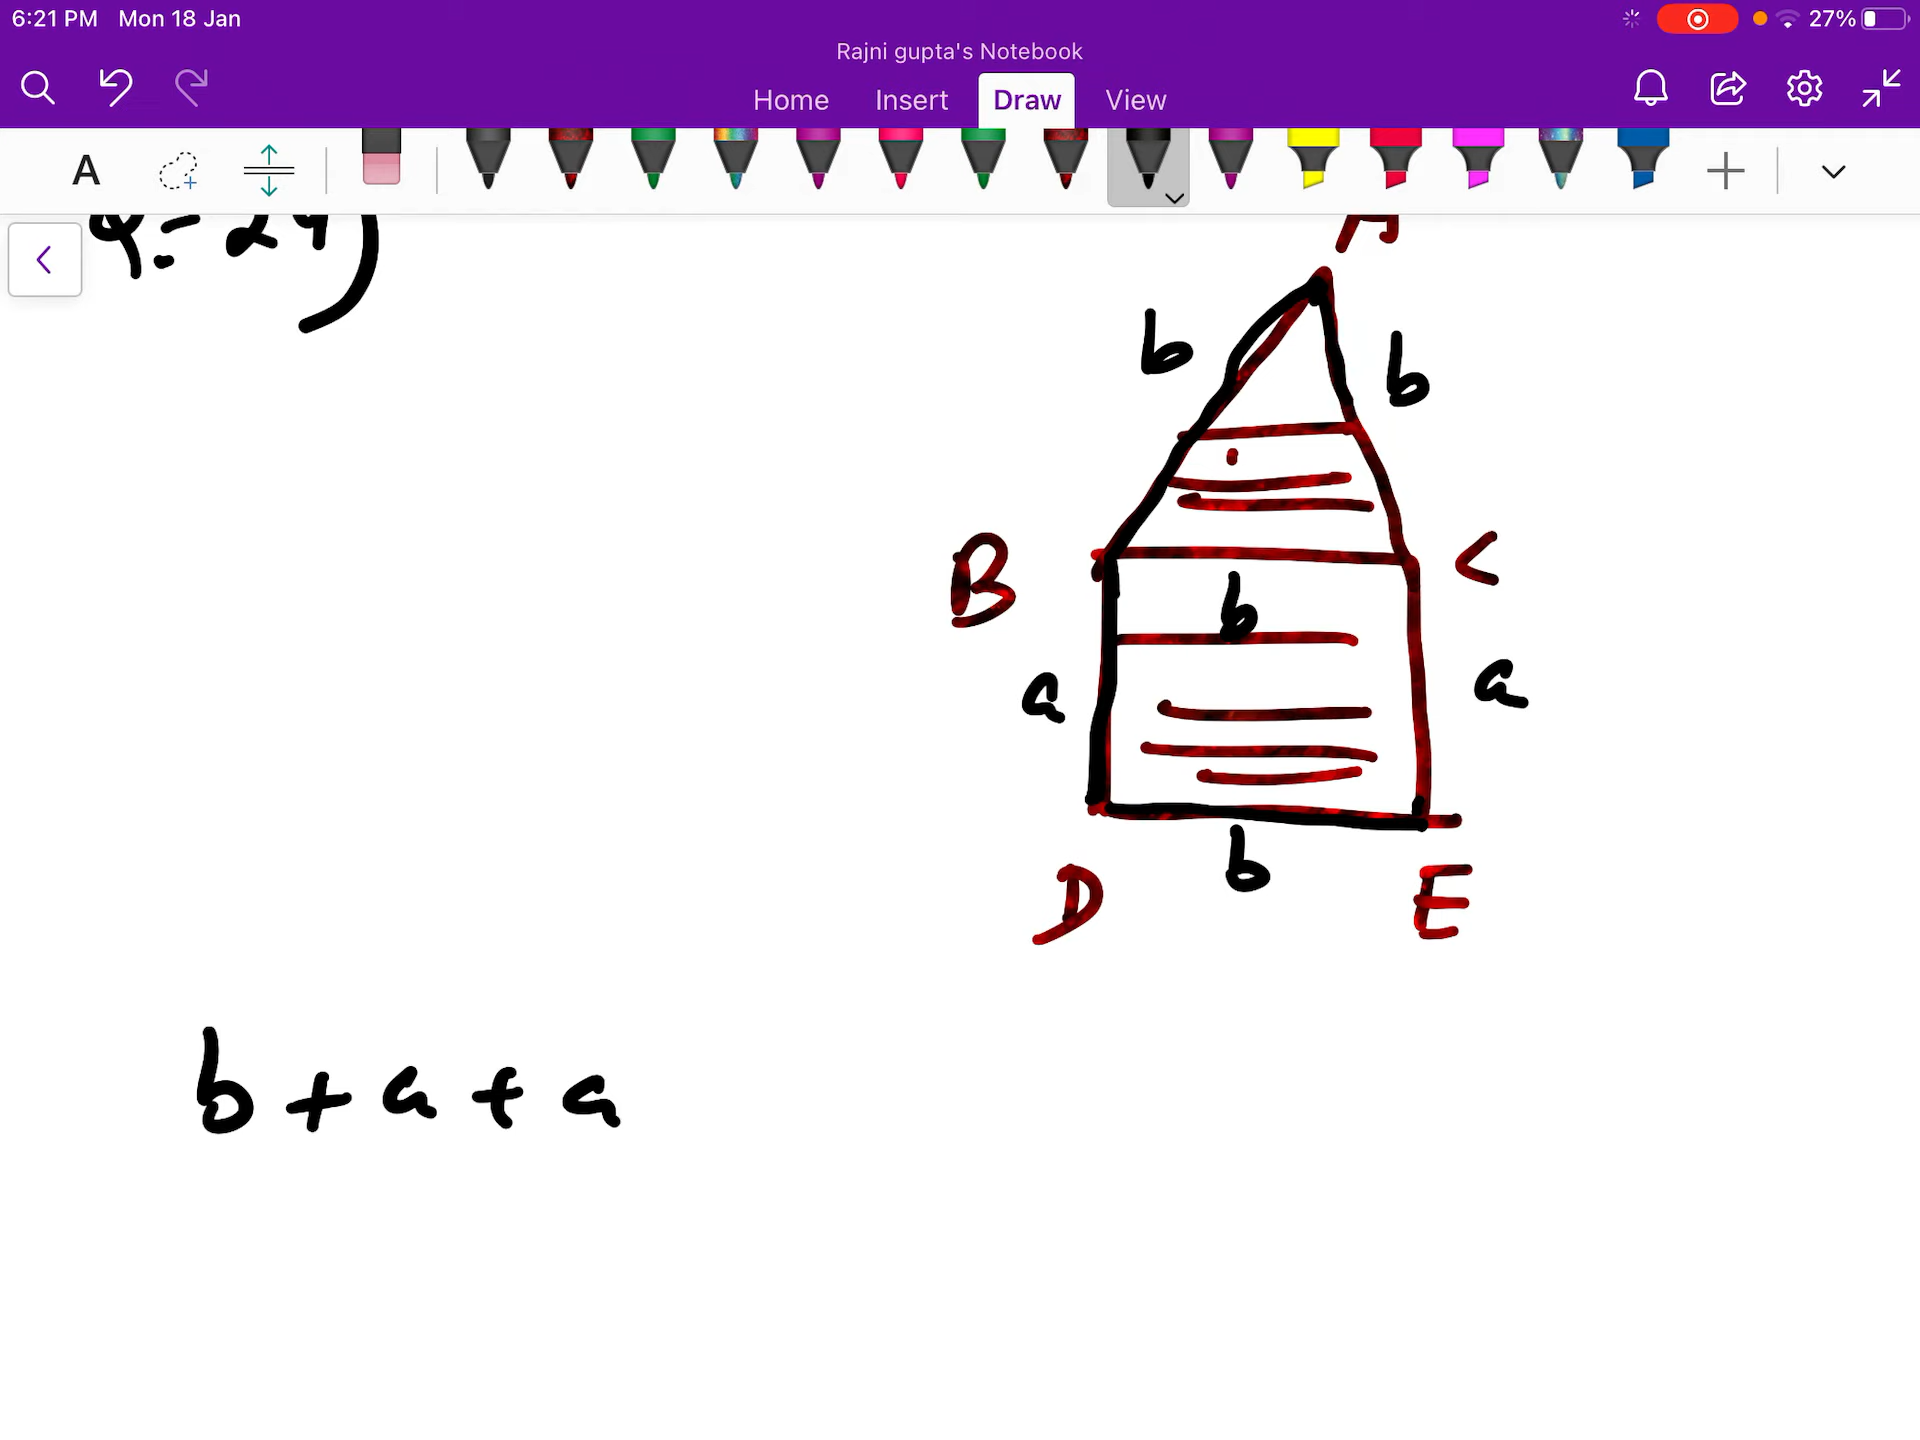 6:21 PM Mon 18 Jan 27%
Rajni gupta's Notebook
Home Insert Draw View
A
A
b b
B C
b
a a
b
D E
b + a + a